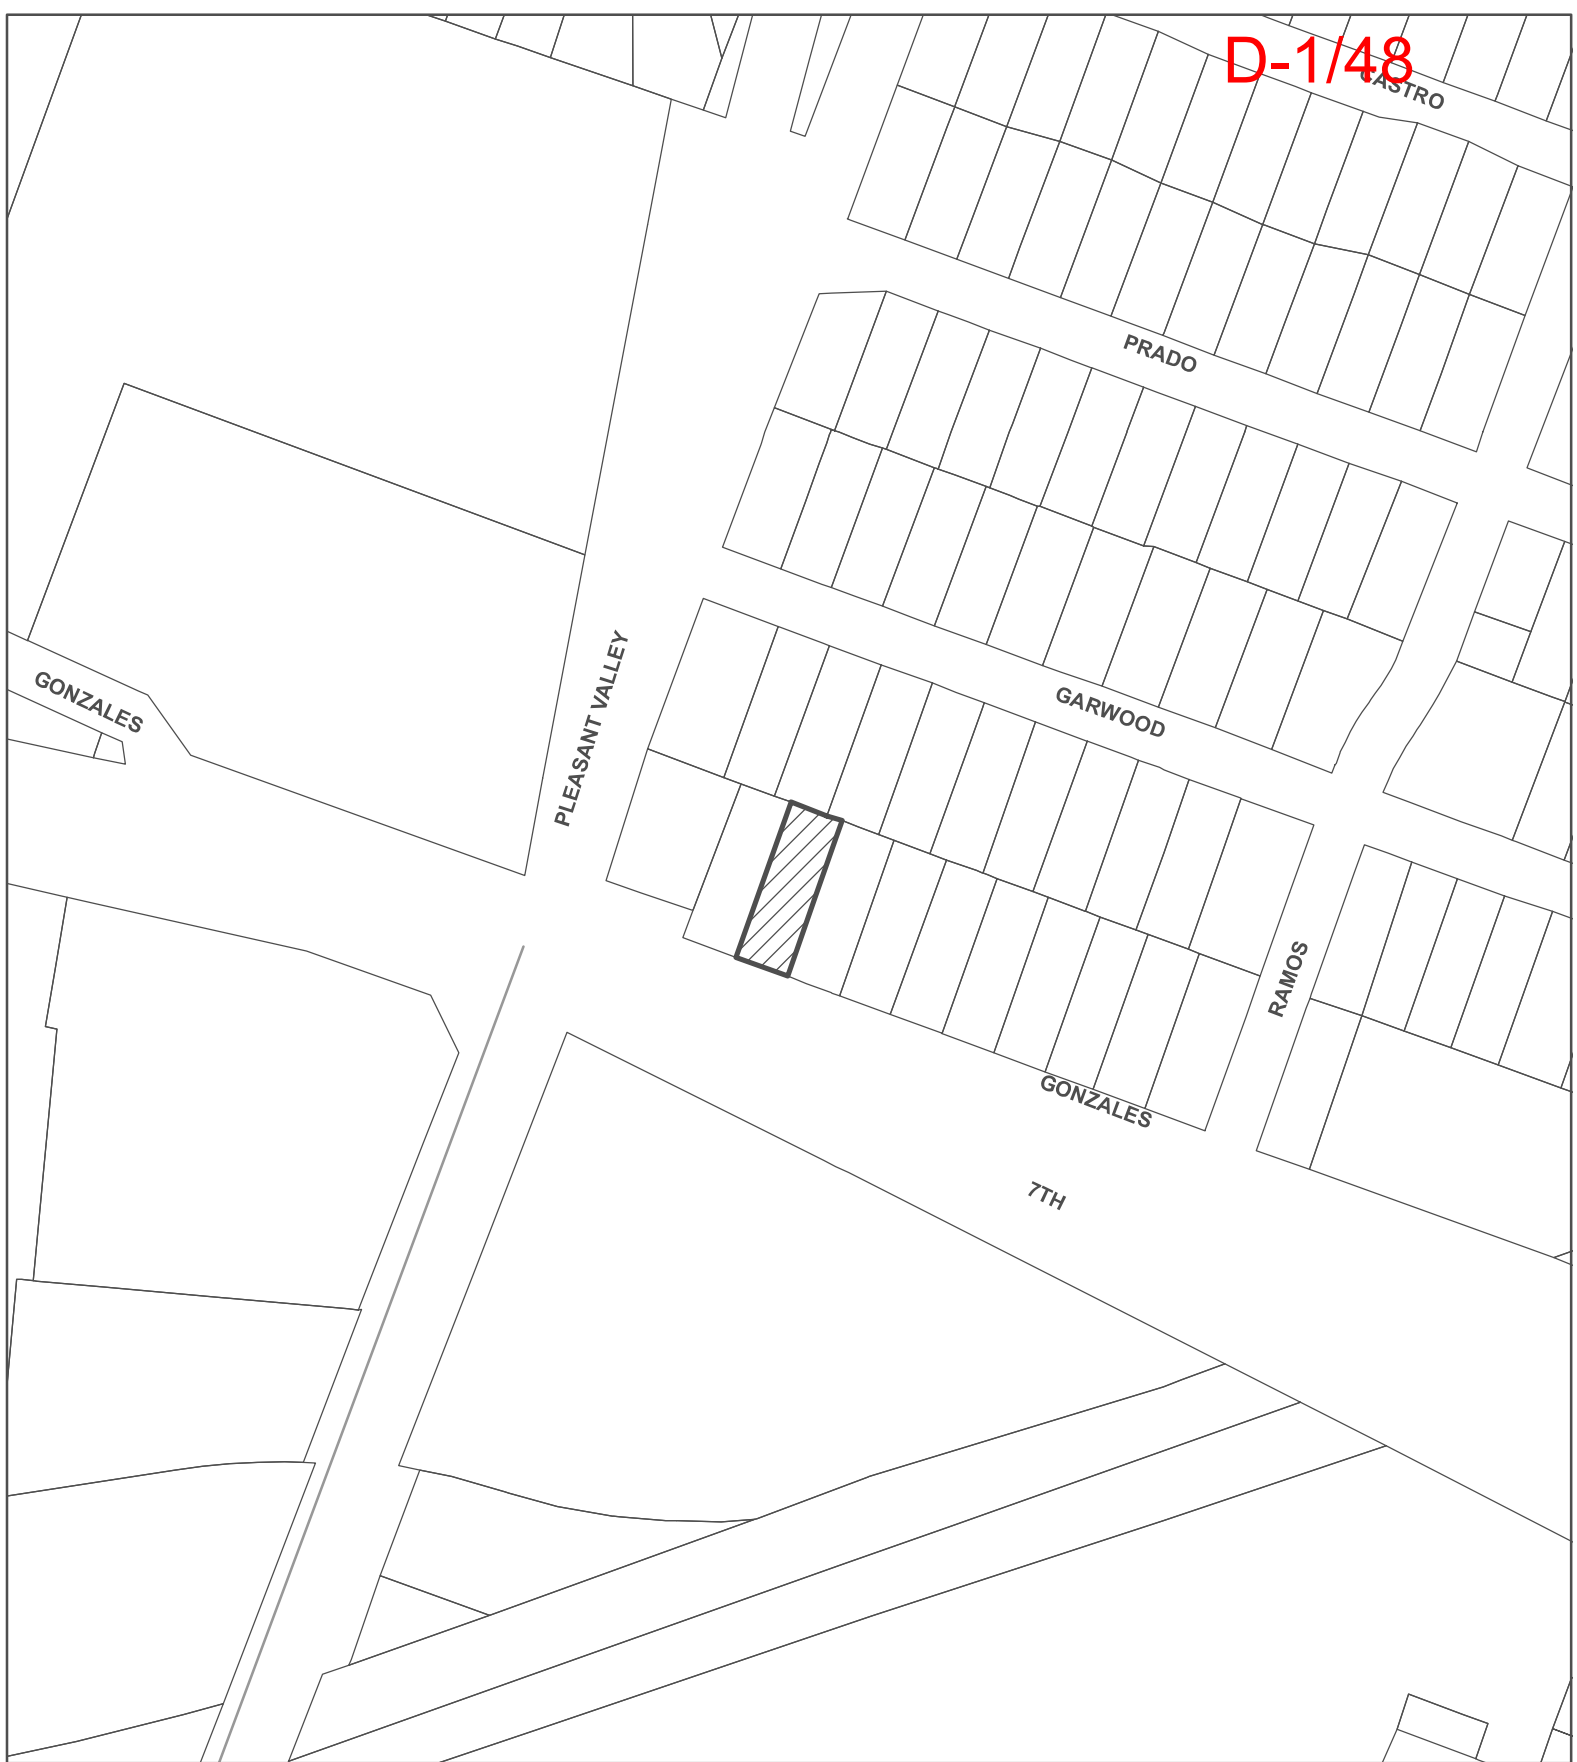 D-1/48
CASTRO
PRADO
PLEASANT VALLEY
GONZALES
GARWOOD
RAMOS
GONZALES
7TH